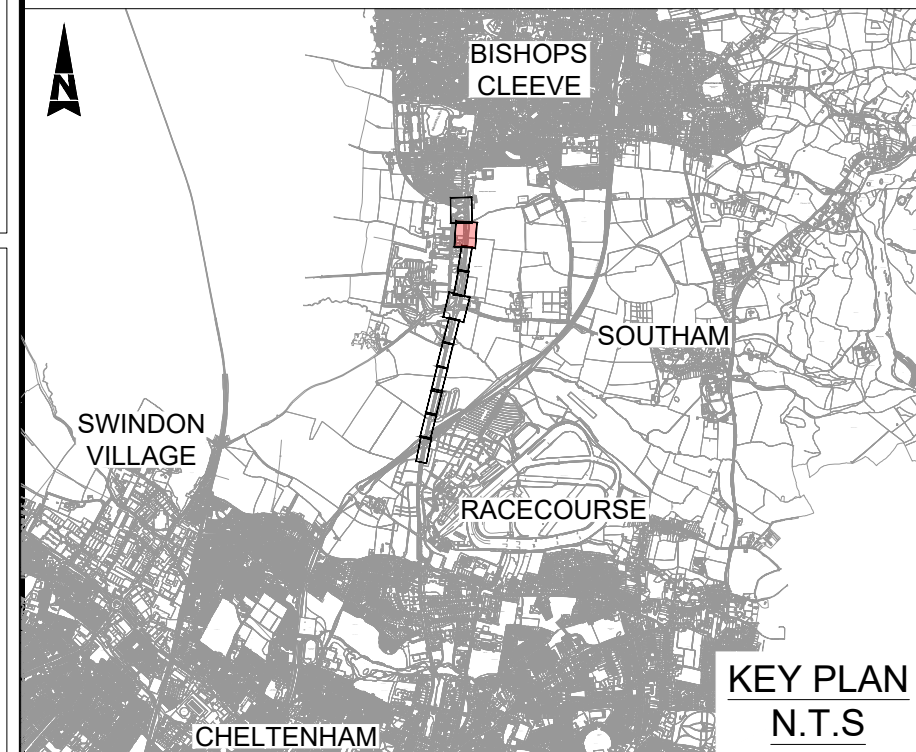 BISHOPS
CLEEVE
N
SOUTHAM
SWINDON
VILLAGE
RACECOURSE
KEY PLAN
N.T.S
CHELTENHAM